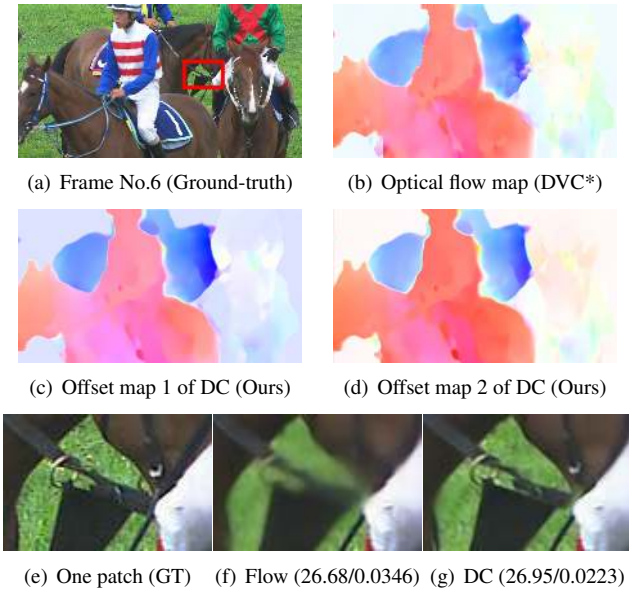 (a) Frame No.6 (Ground-truth)
(b) Optical flow map (DVC*)
(c) Offset map 1 of DC (Ours)
(d) Offset map 2 of DC (Ours)
(e) One patch (GT)
(f) Flow (26.68/0.0346)
(g) DC (26.95/0.0223)